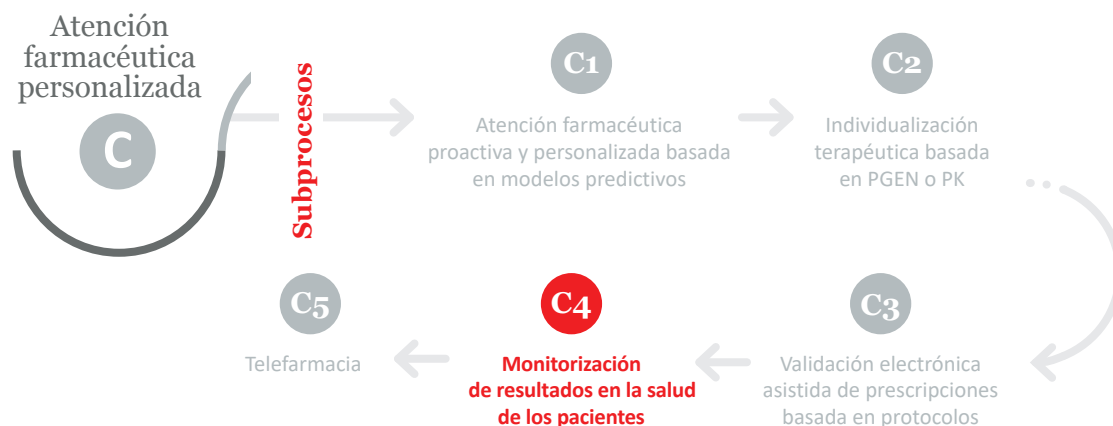 Atención
farmacéutica
personalizada
C
Subprocesos
C1
Atención farmacéutica
proactiva y personalizada basada
en modelos predictivos
C2
Individualización
terapéutica basada
en PGEN o PK
C3
Validación electrónica
asistida de prescripciones
basada en protocolos
C4
Monitorización
de resultados en la salud
de los pacientes
C5
Telefarmacia